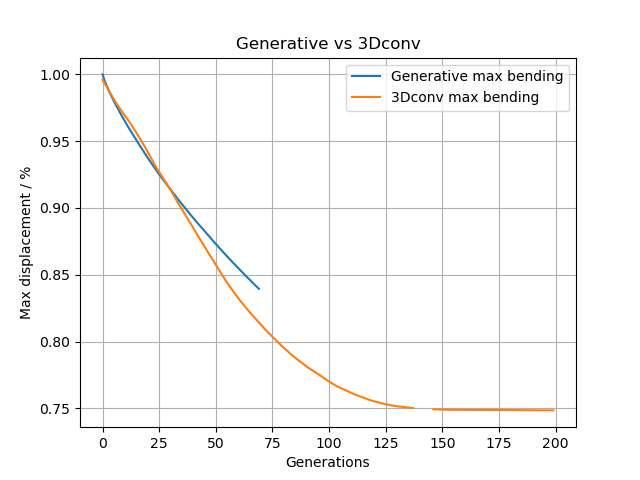 Generative vs 3Dconv
Generative max bending
3Dconv max bending
Max displacement / %
1.00
0.95
0.90
0.85
0.80
0.75
0 25 50 75 100 125 150 175 200
Generations